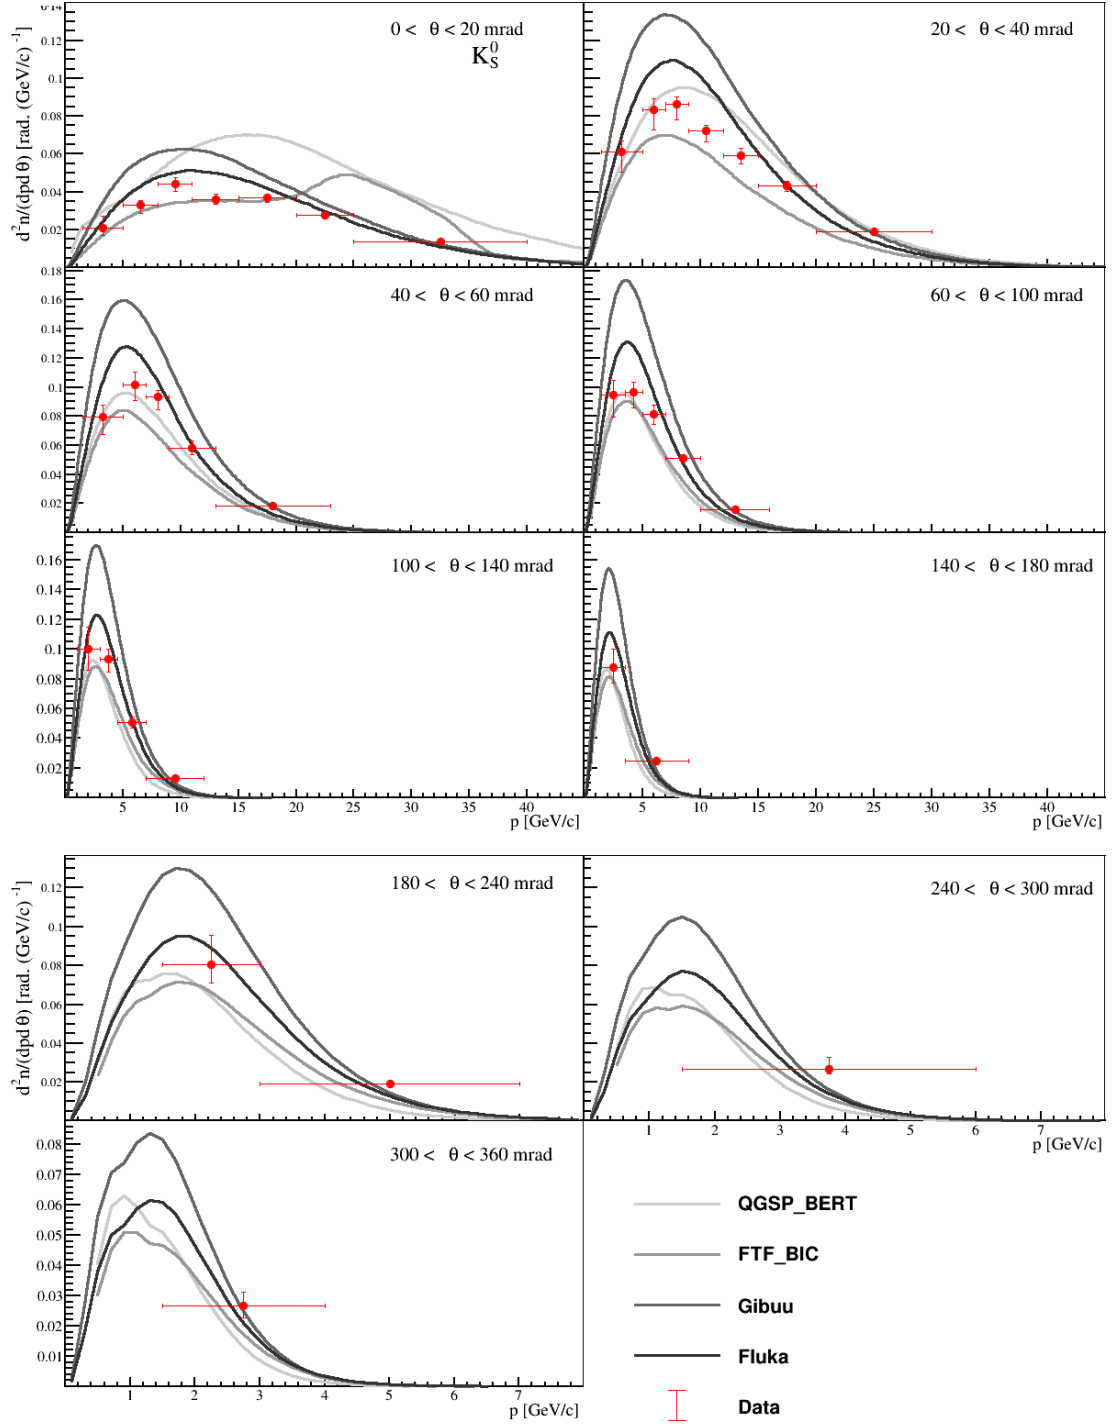 0.14
0 < θ < 20 mrad
20 < θ < 40 mrad
K⁰S
d²n/(dpd θ) [rad. (GeV/c) ⁻¹]
0.12
0.1
0.08
0.06
0.04
0.02
0.18
40 < θ < 60 mrad
60 < θ < 100 mrad
0.16
0.14
0.12
0.1
0.08
0.06
0.04
0.02
100 < θ < 140 mrad
140 < θ < 180 mrad
0.16
0.14
0.12
0.1
0.08
0.06
0.04
0.02
5 10 15 20 25 30 35 40
5 10 15 20 25 30 35 40
p [GeV/c]
p [GeV/c]
180 < θ < 240 mrad
240 < θ < 300 mrad
d²n/(dpd θ) [rad. (GeV/c) ⁻¹]
0.12
0.1
0.08
0.06
0.04
0.02
1 2 3 4 5 6 7
p [GeV/c]
300 < θ < 360 mrad
0.08
0.07
0.06
0.05
0.04
0.03
0.02
0.01
1 2 3 4 5 6 7
p [GeV/c]
QGSP_BERT
FTF_BIC
Gibuu
Fluka
Data